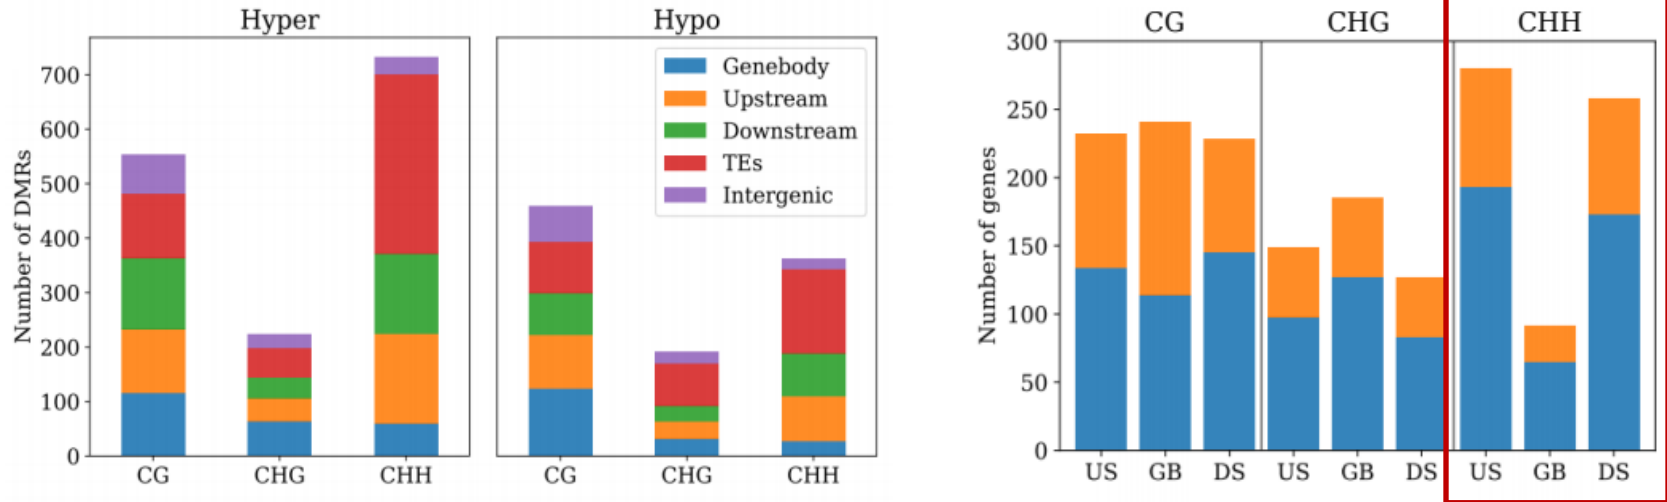 Hyper
Number of DMRs
700
600
500
400
300
200
100
0
CG CHG CHH
Hypo
Genebody
Upstream
Downstream
TEs
Intergenic
CG CHG CHH
CG CHG CHH
Number of genes
300
250
200
150
100
50
0
US GB DS US GB DS US GB DS